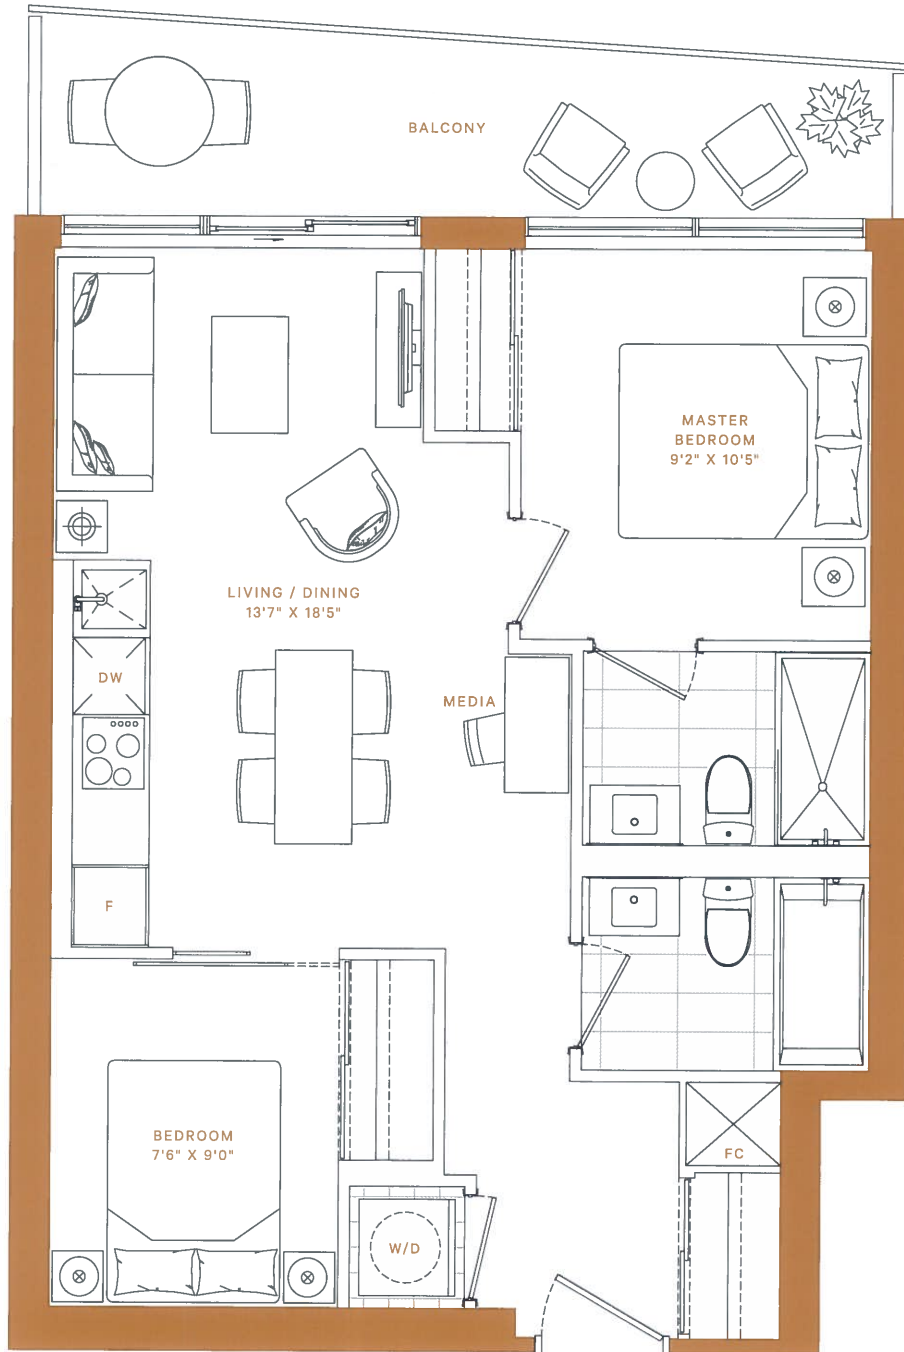 BALCONY
MASTER
BEDROOM
9'2" X 10'5"
LIVING / DINING
13'7" X 18'5"
DW
MEDIA
F
BEDROOM
7'6" X 9'0"
FC
W/D